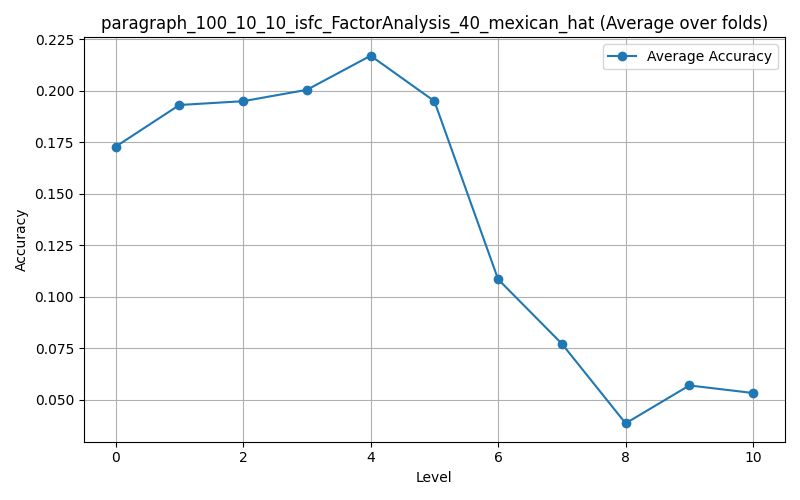 paragraph_100_10_10_isfc_FactorAnalysis_40_mexican_hat (Average over folds)
Average Accuracy
0.225
0.200
0.175
0.150
0.125
0.100
0.075
0.050
Accuracy
0 2 4 6 8 10
Level